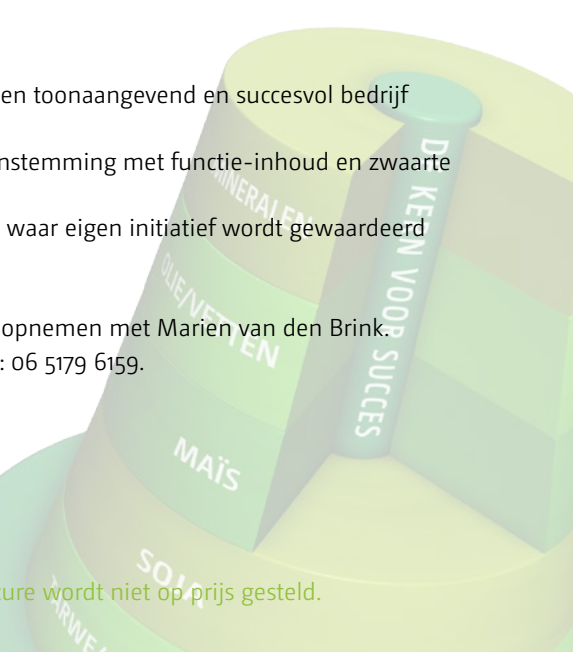 en toonaangevend en succesvol bedrijf
nstemming met functie-inhoud en zwaarte
waar eigen initiatief wordt gewaardeerd
opnemen met Marien van den Brink.
: 06 5179 6159.
ure wordt niet op prijs gesteld.
MINERALEN
OLIE/VETTEN
MAÏS
SOJA
TARWE/
DE KERN VOOR SUCCES